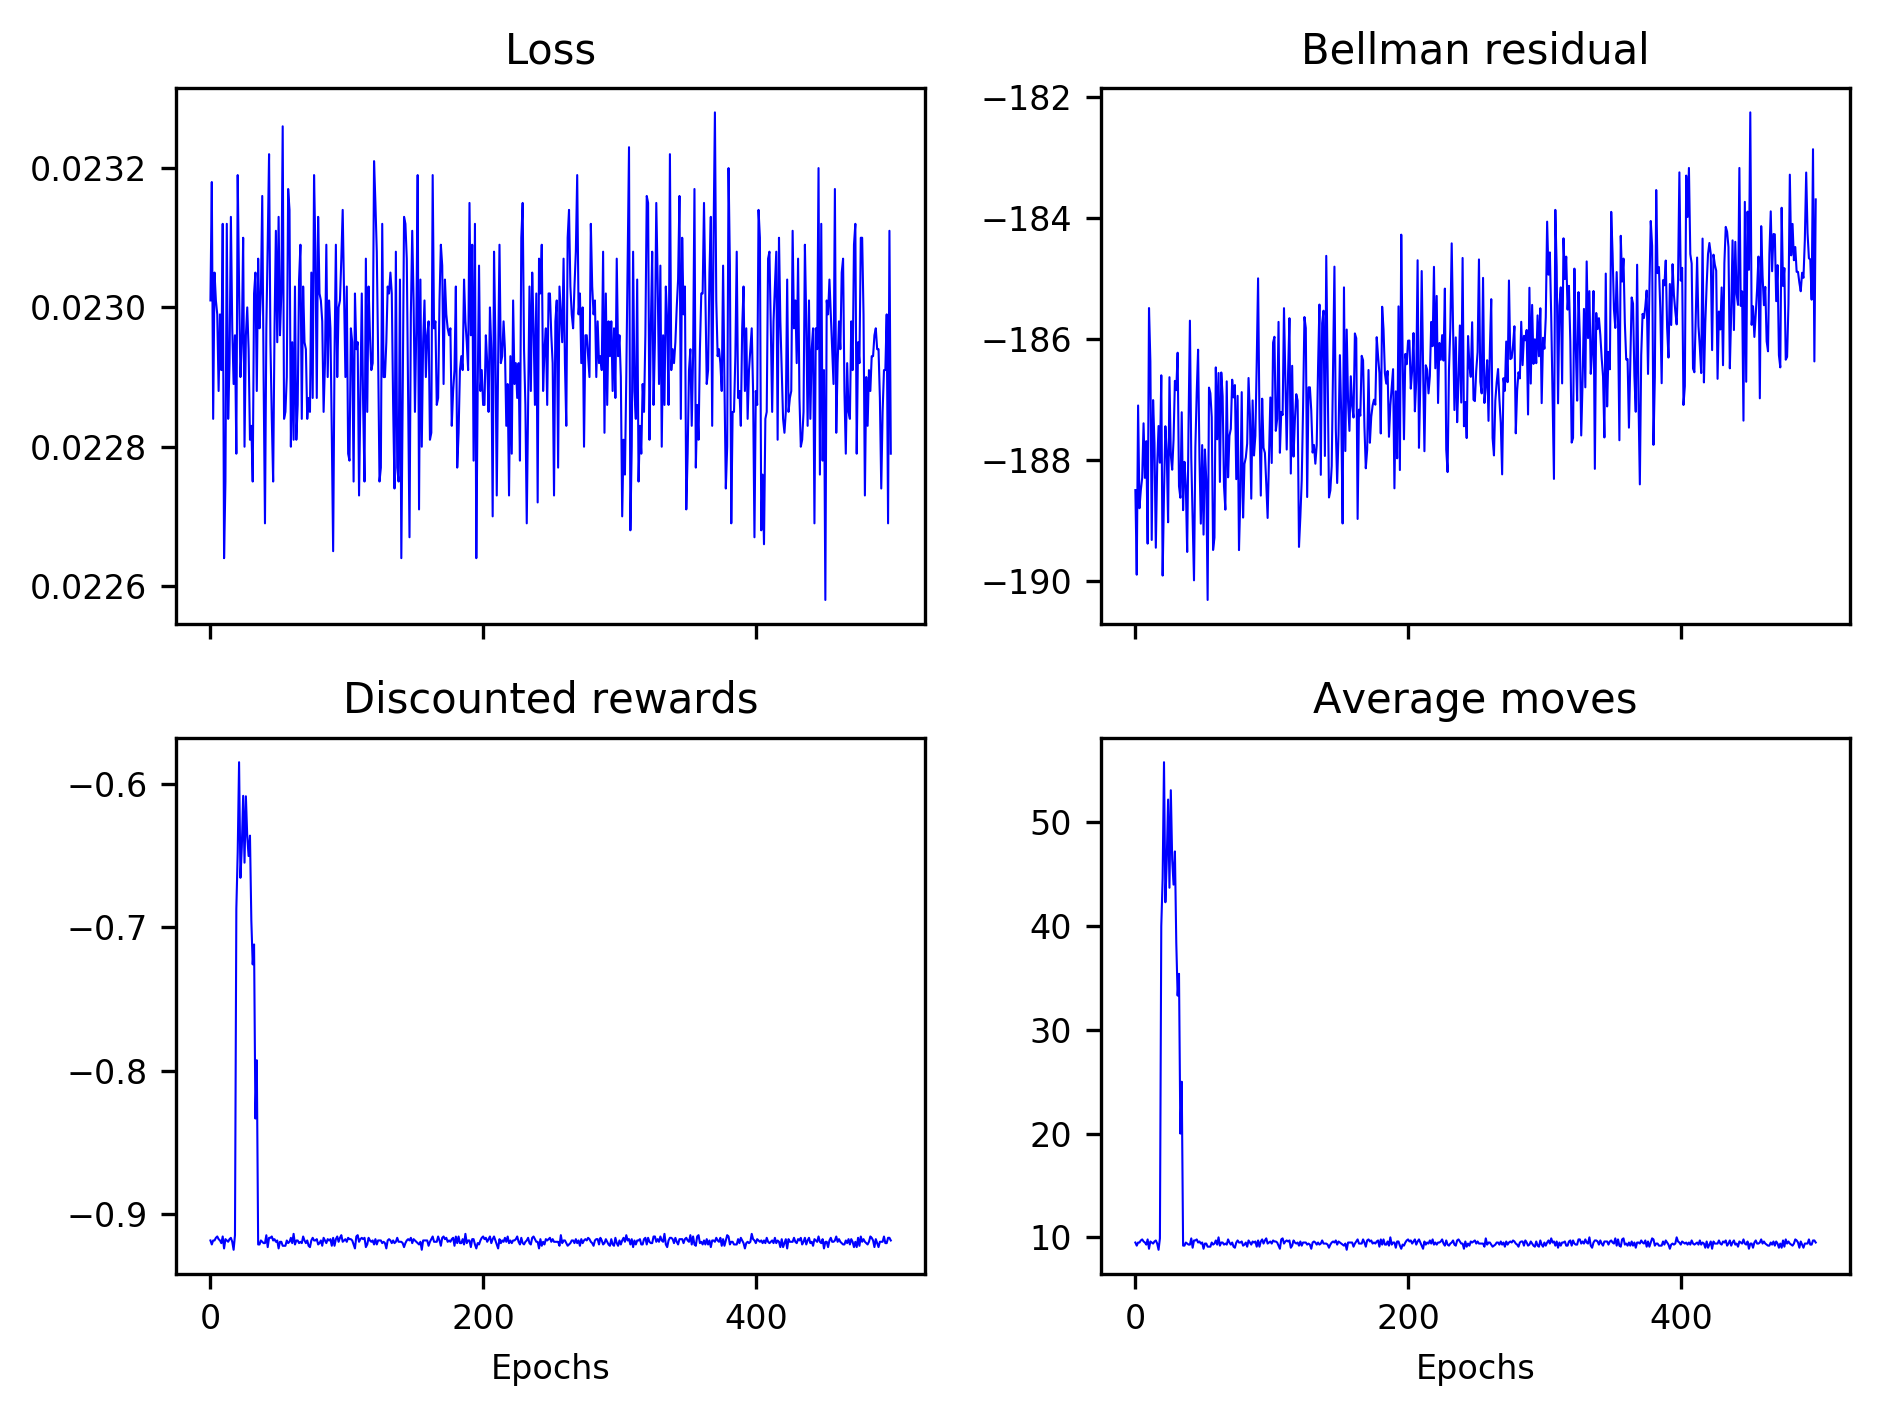 Loss
0.0232
0.0230
0.0228
0.0226
Bellman residual
−182
−184
−186
−188
−190
Discounted rewards
−0.6
−0.7
−0.8
−0.9
0 200 400
Epochs
Average moves
50
40
30
20
10
0 200 400
Epochs